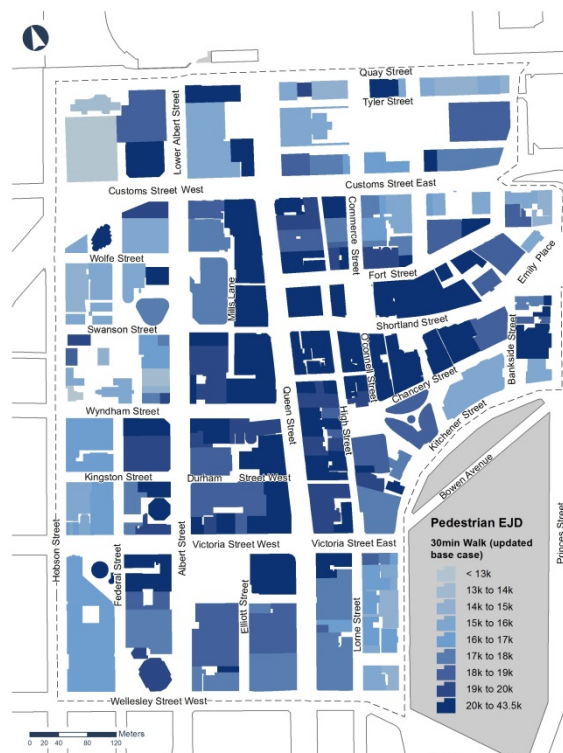 Quay Street
Tyler Street
Lower Albert Street
Customs Street West
Customs Street East
Commerce Street
Emily Place
Wolfe Street
Fort Street
Mills Lane
Shortland Street
Swanson Street
O'connell Street
Bankside Street
Chancery Street
Queen Street
High Street
Wyndham Street
Kitchener Street
Kingston Street
Durham Street West
Bowen Avenue
Hobson Street
Federal Street
Albert Street
Victoria Street West
Victoria Street East
Princes Street
Elliott Street
Lorne Street
Wellesley Street West
Pedestrian EJD
30min Walk (updated
base case)
< 13k
13k to 14k
14k to 15k
15k to 16k
16k to 17k
17k to 18k
18k to 19k
19k to 20k
20k to 43.5k
Meters
0 20 40 80 120